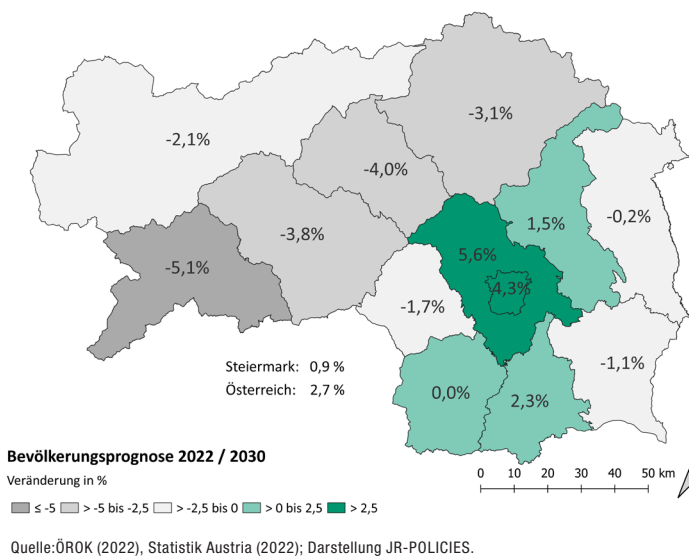 -3,1%
-2,1%
-4,0%
-0,2%
1,5%
-3,8%
5,6%
-5,1%
4,3%
-1,7%
-1,1%
Steiermark: 0,9 %
Österreich: 2,7 %
0,0%
2,3%
Bevölkerungsprognose 2022 / 2030
Veränderung in %
0 10 20 30 40 50 km
≤ -5 > -5 bis -2,5 > -2,5 bis 0 > 0 bis 2,5 > 2,5
Quelle:ÖROK (2022), Statistik Austria (2022); Darstellung JR-POLICIES.